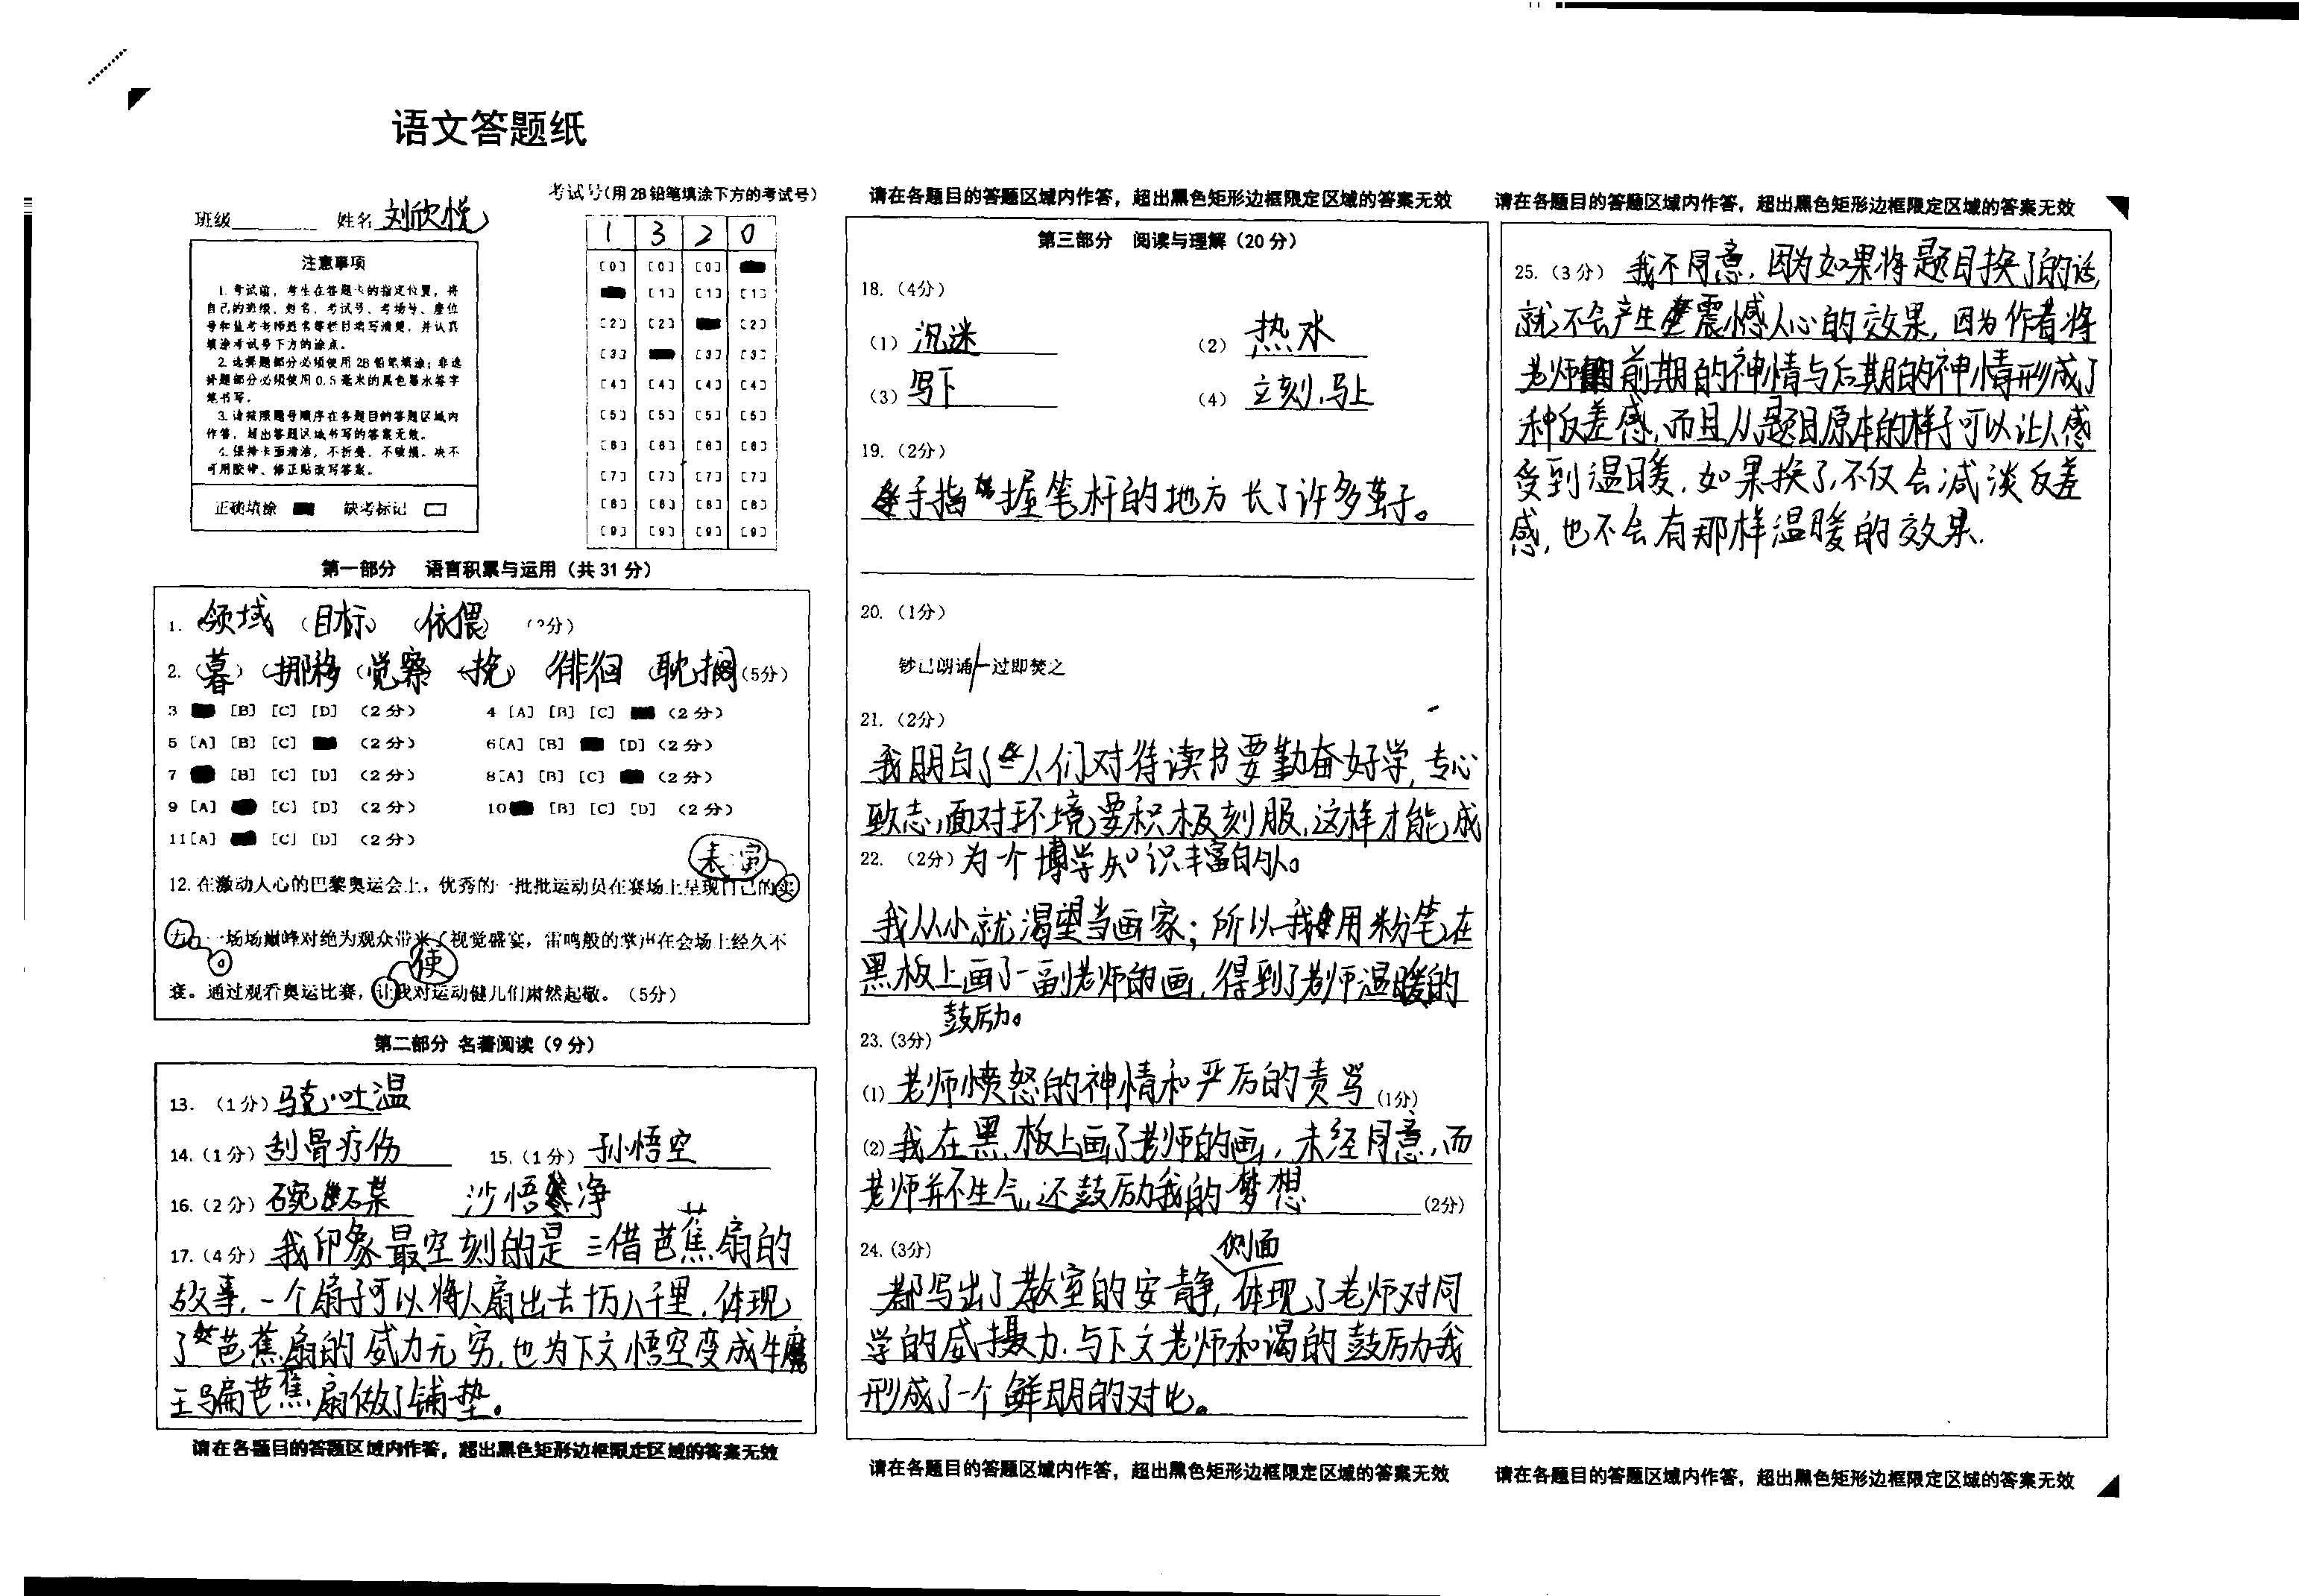 语文答题纸
班级 姓名 刘欣悦
考试号(用2B铅笔填涂下方的考试号)
1 3 2 0
[0] [0] [0]
[1] [1] [1]
[2] [2] [2]
[3] [3] [3]
[4] [4] [4] [4]
[5] [5] [5] [5]
[6] [6] [6] [6]
[7] [7] [7] [7]
[8] [8] [8] [8]
[9] [9] [9] [9]
注意事项
1. 考试前，考生在答题卡的指定位置，将
自己的班级、姓名、考试号、考场号、座位
号和监考老师姓名等栏目填写清楚，并认真
填涂考试号下方的涂点。
2. 选择题部分必须使用2B铅笔填涂；非选
择题部分必须使用0.5毫米的黑色墨水签字
笔书写。
3. 请按照题号顺序在各题目的答题区域内
作答，超出答题区域书写的答案无效。
4. 保持卡面清洁，不折叠、不破损。决不
可用胶带、修正贴改写答案。
正确填涂 缺考标记
第一部分 语言积累与运用（共31分）
1. 领域 （目标） （依偎） （2分）
2. （暮） （挪移） （觉察） （挽） （徘徊） （耽搁） (5分)
3 [B] [C] [D] （2分） 4 [A] [B] [C] （2分）
5 [A] [B] [C] （2分） 6[A] [B] [D] （2分）
7 [B] [C] [D] （2分） 8[A] [B] [C] （2分）
9 [A] [C] [D] （2分） 10 [B] [C] [D] （2分）
11[A] [C] [D] （2分）
表演
12. 在激动人心的巴黎奥运会上，优秀的一批批运动员在赛场上呈现自己的实
力。一场场巅峰对绝为观众带来了视觉盛宴，雷鸣般的掌声在会场上经久不
使
衰。通过观看奥运比赛，让我对运动健儿们肃然起敬。（5分）
第二部分 名著阅读（9分）
13. （1分）马克·吐温
14. （1分）刮骨疗伤 15. （1分）孙悟空
16. （2分） 沙悟净
17. （4分）我印象最空刻的是三借芭蕉扇的
故事，一个扇子可以将人扇出去十万八千里，体现
了芭蕉扇的威力无穷，也为下文悟空变成牛魔
王骗芭蕉扇做了铺垫。
请在各题目的答题区域内作答，超出黑色矩形边框限定区域的答案无效
请在各题目的答题区域内作答，超出黑色矩形边框限定区域的答案无效
第三部分 阅读与理解（20分）
18. （4分）
（1）沉迷 （2）热水
（3）写下 （4）立刻，马上
19. （2分）
手指握笔杆的地方长了许多茧子。
20. （1分）
钞已朗诵/一过即焚之
21. （2分）
我明白了人们对待读书要勤奋好学，专心
致志，面对环境要积极刻服，这样才能成
22. （2分）为个博学知识丰富的人。
我从小就渴望当画家；所以我用粉笔在
黑板上画了一副老师的画，得到了老师温暖的
鼓励。
23. (3分)
(1) 老师愤怒的神情和严厉的责骂 (1分)
(2) 我在黑板上画了老师的画，未经同意，而
老师并不生气，还鼓励我的梦想 (2分)
24. (3分)
侧面
都写出了教室的安静，体现了老师对同
学的威摄力，与下文老师和谒的鼓厉力我
形成了一个鲜明的对比。
请在各题目的答题区域内作答，超出黑色矩形边框限定区域的答案无效
请在各题目的答题区域内作答，超出黑色矩形边框限定区域的答案无效
25. （3分）我不同意，因为如果将题目换了的话，
就不会产生震憾人心的效果，因为作者将
老师前期的神情与后期的神情形成了
种反差感，而且从题目原本的样子可以让人感
受到温暖，如果换了，不仅会减淡反差
感，也不会有那样温暖的效果.
请在各题目的答题区域内作答，超出黑色矩形边框限定区域的答案无效